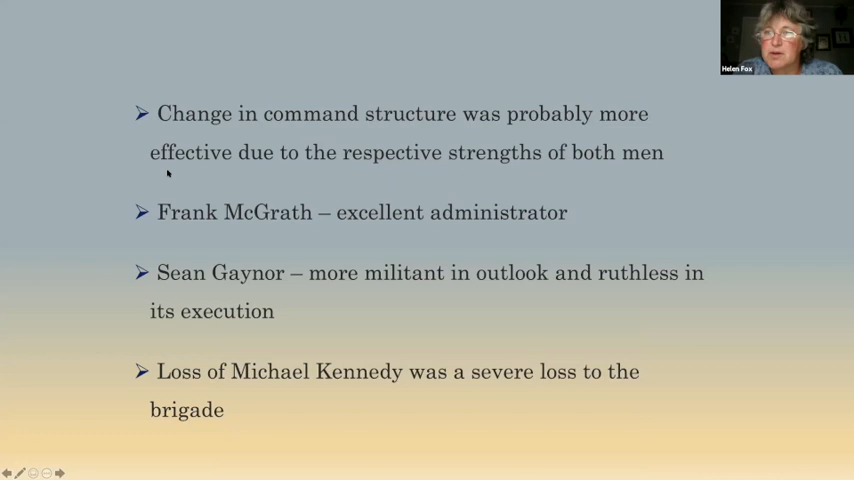 Helen Fox
➢ Change in command structure was probably more
effective due to the respective strengths of both men
➢ Frank McGrath – excellent administrator
➢ Sean Gaynor – more militant in outlook and ruthless in
its execution
➢ Loss of Michael Kennedy was a severe loss to the
brigade